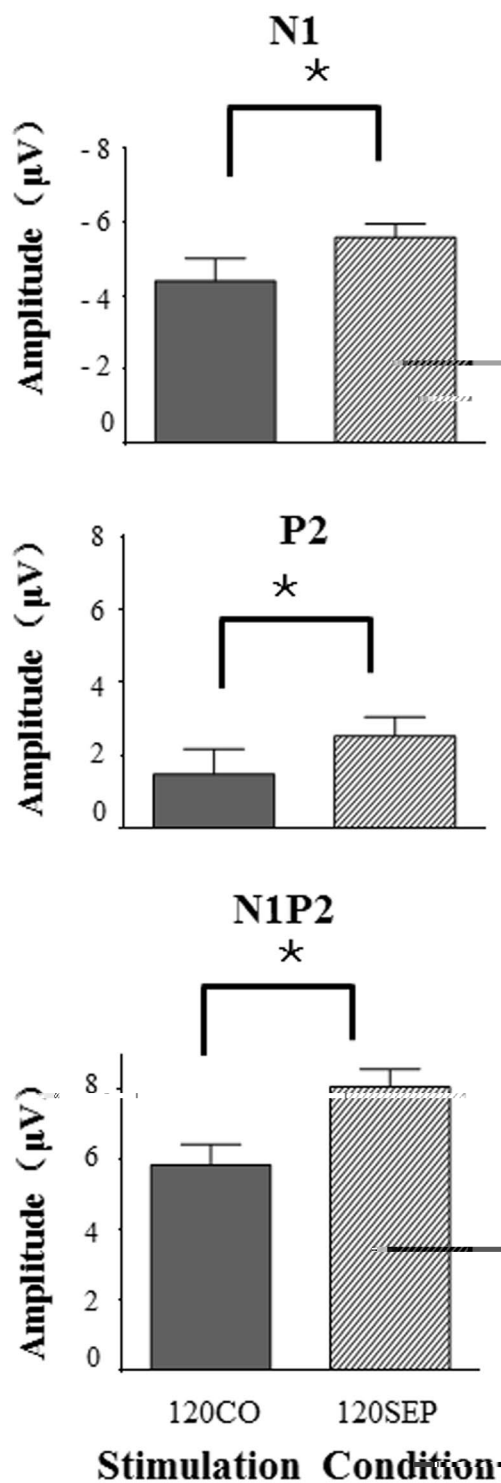 N1
*
Amplitude (μV)
- 8
- 6
- 4
- 2
0
P2
*
Amplitude (μV)
8
6
4
2
0
N1P2
*
Amplitude (μV)
8
6
4
2
0
120CO 120SEP
Stimulation Condition